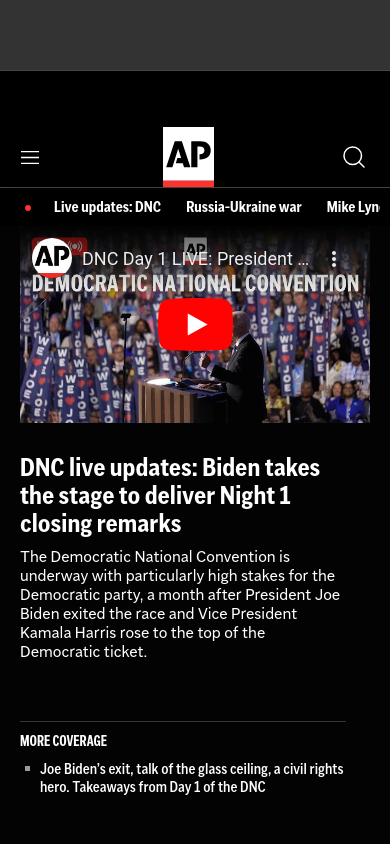 AP
Live updates: DNC Russia-Ukraine war Mike Lyn
AP
AP DNC Day 1 LIVE: President ...
DEMOCRATIC NATIONAL CONVENTION
WE ♥ JOE
DNC live updates: Biden takes
the stage to deliver Night 1
closing remarks
The Democratic National Convention is
underway with particularly high stakes for the
Democratic party, a month after President Joe
Biden exited the race and Vice President
Kamala Harris rose to the top of the
Democratic ticket.
MORE COVERAGE
Joe Biden's exit, talk of the glass ceiling, a civil rights
hero. Takeaways from Day 1 of the DNC